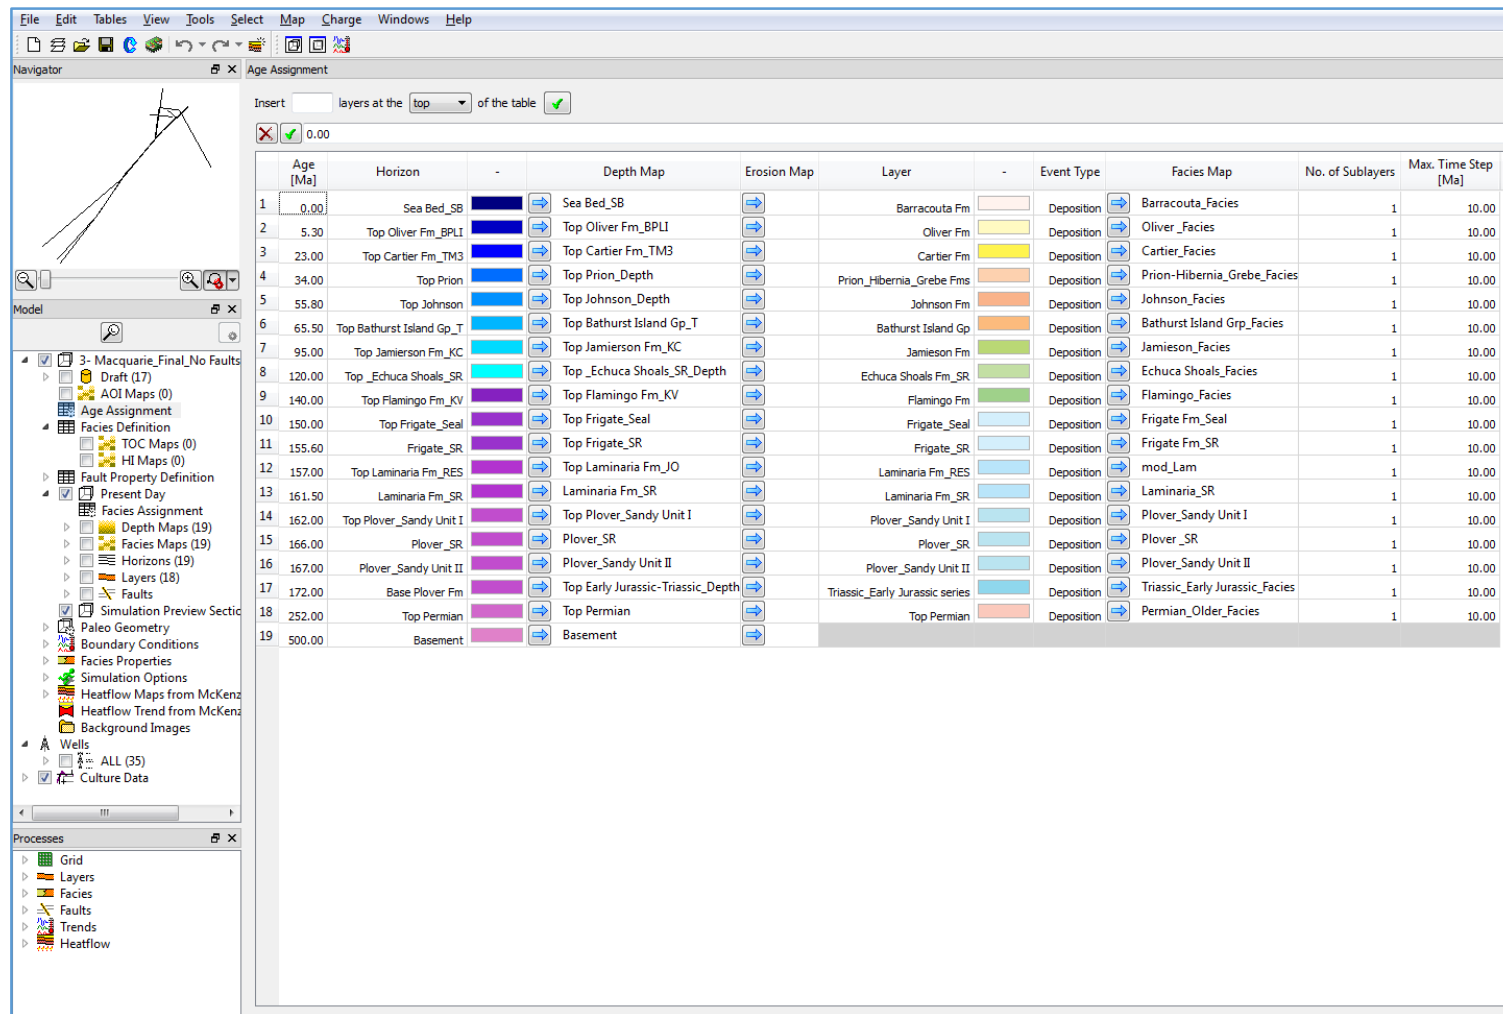 File Edit Tables View Tools Select Map Charge Windows Help
Navigator
Age Assignment
Insert layers at the top of the table
0.00
Age [Ma] Horizon - Depth Map Erosion Map Layer - Event Type Facies Map No. of Sublayers Max. Time Step [Ma]
1 0.00 Sea Bed_SB Sea Bed_SB Barracouta Fm Deposition Barracouta_Facies 1 10.00
2 5.30 Top Oliver Fm_BPLI Top Oliver Fm_BPLI Oliver Fm Deposition Oliver _Facies 1 10.00
3 23.00 Top Cartier Fm_TM3 Top Cartier Fm_TM3 Cartier Fm Deposition Cartier_Facies 1 10.00
4 34.00 Top Prion Top Prion_Depth Prion_Hibernia_Grebe Fms Deposition Prion-Hibernia_Grebe_Facies 1 10.00
5 55.80 Top Johnson Top Johnson_Depth Johnson Fm Deposition Johnson_Facies 1 10.00
6 65.50 Top Bathurst Island Gp_T Top Bathurst Island Gp_T Bathurst Island Gp Deposition Bathurst Island Grp_Facies 1 10.00
7 95.00 Top Jamierson Fm_KC Top Jamierson Fm_KC Jamieson Fm Deposition Jamieson_Facies 1 10.00
8 120.00 Top _Echuca Shoals_SR Top _Echuca Shoals_SR_Depth Echuca Shoals Fm_SR Deposition Echuca Shoals_Facies 1 10.00
9 140.00 Top Flamingo Fm_KV Top Flamingo Fm_KV Flamingo Fm Deposition Flamingo_Facies 1 10.00
10 150.00 Top Frigate_Seal Top Frigate_Seal Frigate_Seal Deposition Frigate Fm_Seal 1 10.00
11 155.60 Frigate_SR Top Frigate_SR Frigate_SR Deposition Frigate Fm_SR 1 10.00
12 157.00 Top Laminaria Fm_RES Top Laminaria Fm_JO Laminaria Fm_RES Deposition mod_Lam 1 10.00
13 161.50 Laminaria Fm_SR Laminaria Fm_SR Laminaria Fm_SR Deposition Laminaria_SR 1 10.00
14 162.00 Top Plover_Sandy Unit I Top Plover_Sandy Unit I Plover_Sandy Unit I Deposition Plover_Sandy Unit I 1 10.00
15 166.00 Plover_SR Plover_SR Plover_SR Deposition Plover _SR 1 10.00
16 167.00 Plover_Sandy Unit II Plover_Sandy Unit II Plover_Sandy Unit II Deposition Plover_Sandy Unit II 1 10.00
17 172.00 Base Plover Fm Top Early Jurassic-Triassic_Depth Triassic_Early Jurassic series Deposition Triassic_Early Jurassic_Facies 1 10.00
18 252.00 Top Permian Top Permian Top Permian Deposition Permian_Older_Facies 1 10.00
19 500.00 Basement Basement
Model
3- Macquarie_Final_No Faults
Draft (17)
AOI Maps (0)
Age Assignment
Facies Definition
TOC Maps (0)
HI Maps (0)
Fault Property Definition
Present Day
Facies Assignment
Depth Maps (19)
Facies Maps (19)
Horizons (19)
Layers (18)
Faults
Simulation Preview Sectic
Paleo Geometry
Boundary Conditions
Facies Properties
Simulation Options
Heatflow Maps from McKenz
Heatflow Trend from McKenz
Background Images
Wells
ALL (35)
Culture Data
Processes
Grid
Layers
Facies
Faults
Trends
Heatflow